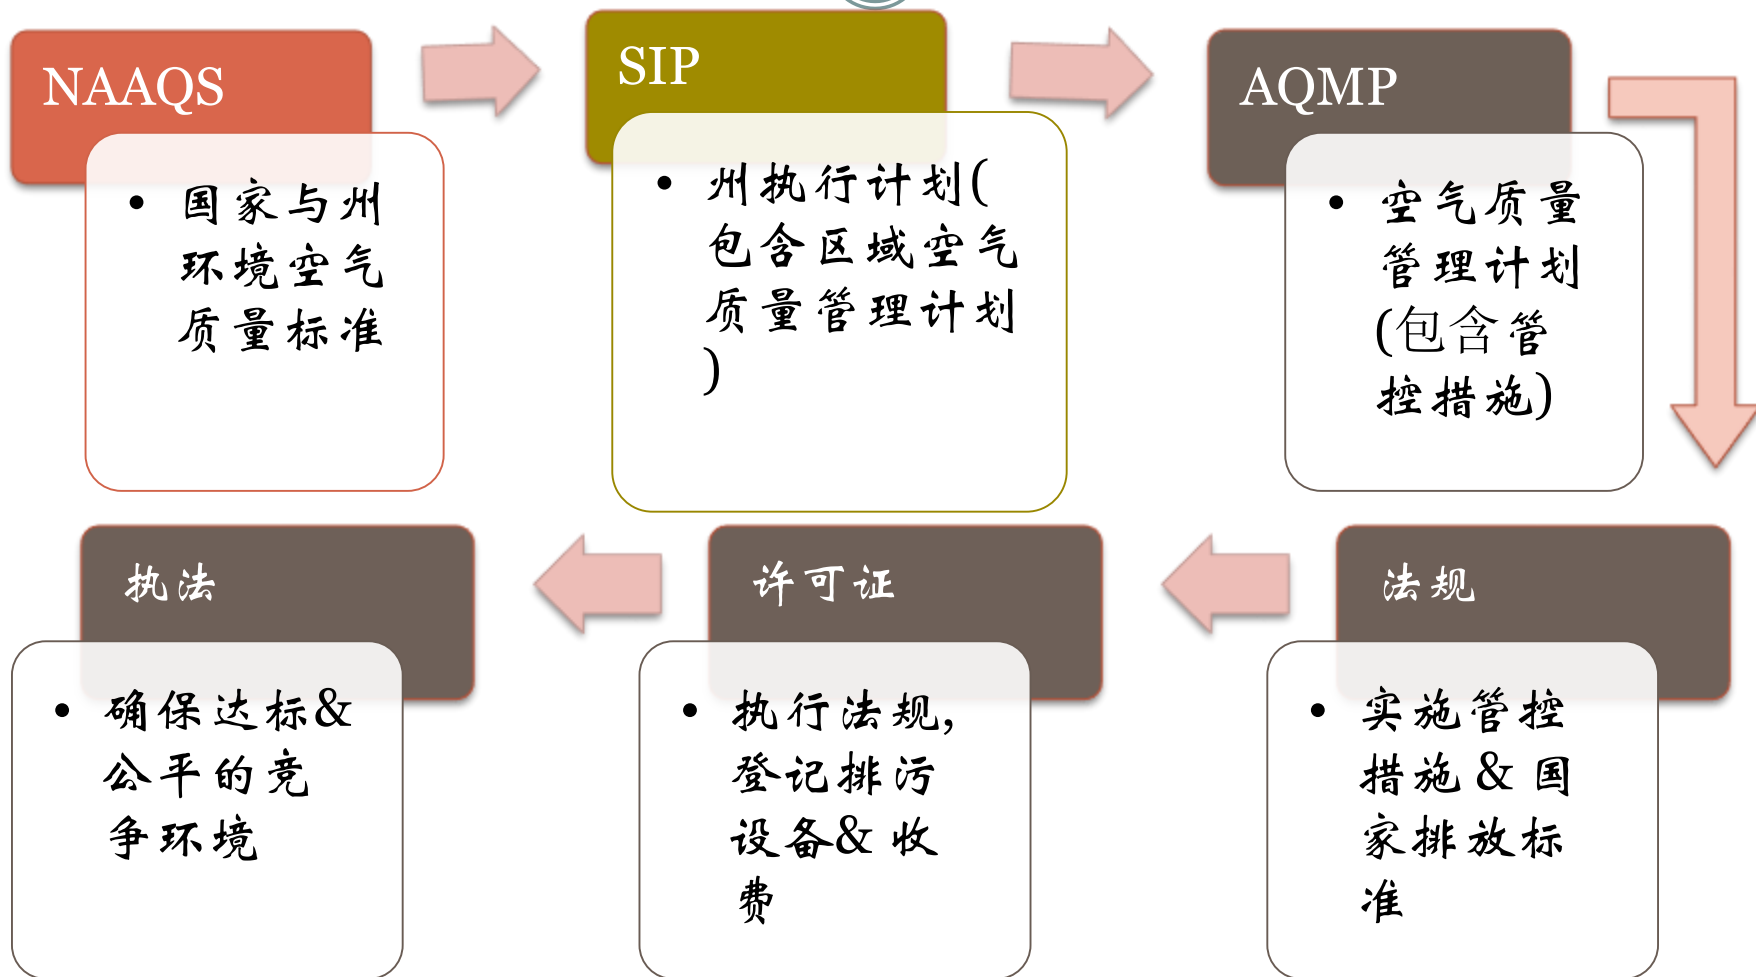 NAAQS
• 国家与州
环境空气
质量标准
SIP
• 州执行计划(
包含区域空气
质量管理计划
)
AQMP
• 空气质量
管理计划
(包含管
控措施)
法规
• 实施管控
措施&国
家排放标
准
许可证
• 执行法规,
登记排污
设备&收
费
执法
• 确保达标&
公平的竞
争环境